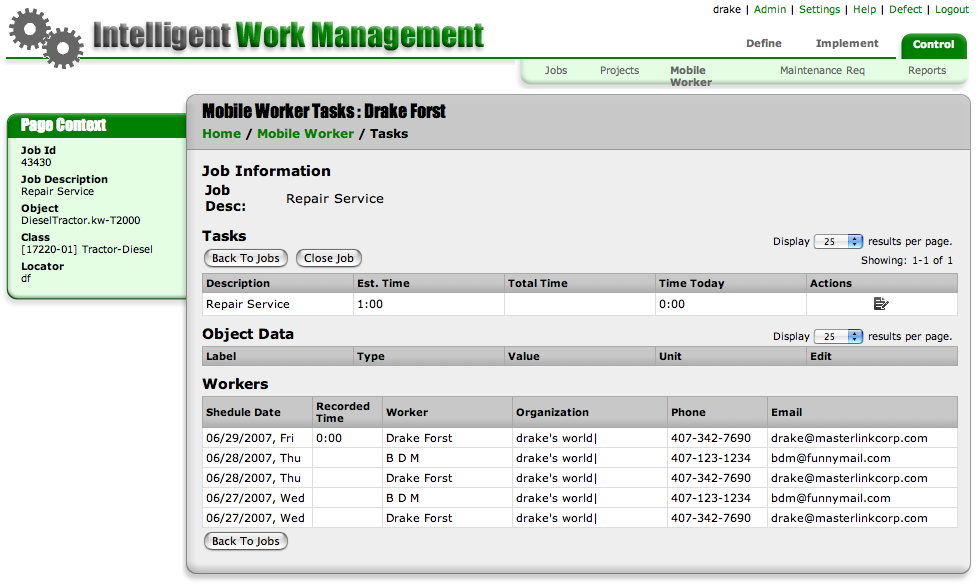 drake | Admin | Settings | Help | Defect | Logout
Intelligent Work Management
Define Implement Control
Jobs Projects Mobile Worker Maintenance Req Reports
Page Context
Job Id
43430
Job Description
Repair Service
Object
DieselTractor.kw-T2000
Class
[17220-01] Tractor-Diesel
Locator
df
Mobile Worker Tasks : Drake Forst
Home / Mobile Worker / Tasks
Job Information
Job Desc: Repair Service
Tasks
Display 25 results per page.
Back To Jobs Close Job
Showing: 1-1 of 1
Description Est. Time Total Time Time Today Actions
Repair Service 1:00 0:00
Object Data
Display 25 results per page.
Label Type Value Unit Edit
Workers
Shedule Date Recorded Time Worker Organization Phone Email
06/29/2007, Fri 0:00 Drake Forst drake's world| 407-342-7690 drake@masterlinkcorp.com
06/28/2007, Thu B D M drake's world| 407-123-1234 bdm@funnymail.com
06/28/2007, Thu Drake Forst drake's world| 407-342-7690 drake@masterlinkcorp.com
06/27/2007, Wed B D M drake's world| 407-123-1234 bdm@funnymail.com
06/27/2007, Wed Drake Forst drake's world| 407-342-7690 drake@masterlinkcorp.com
Back To Jobs